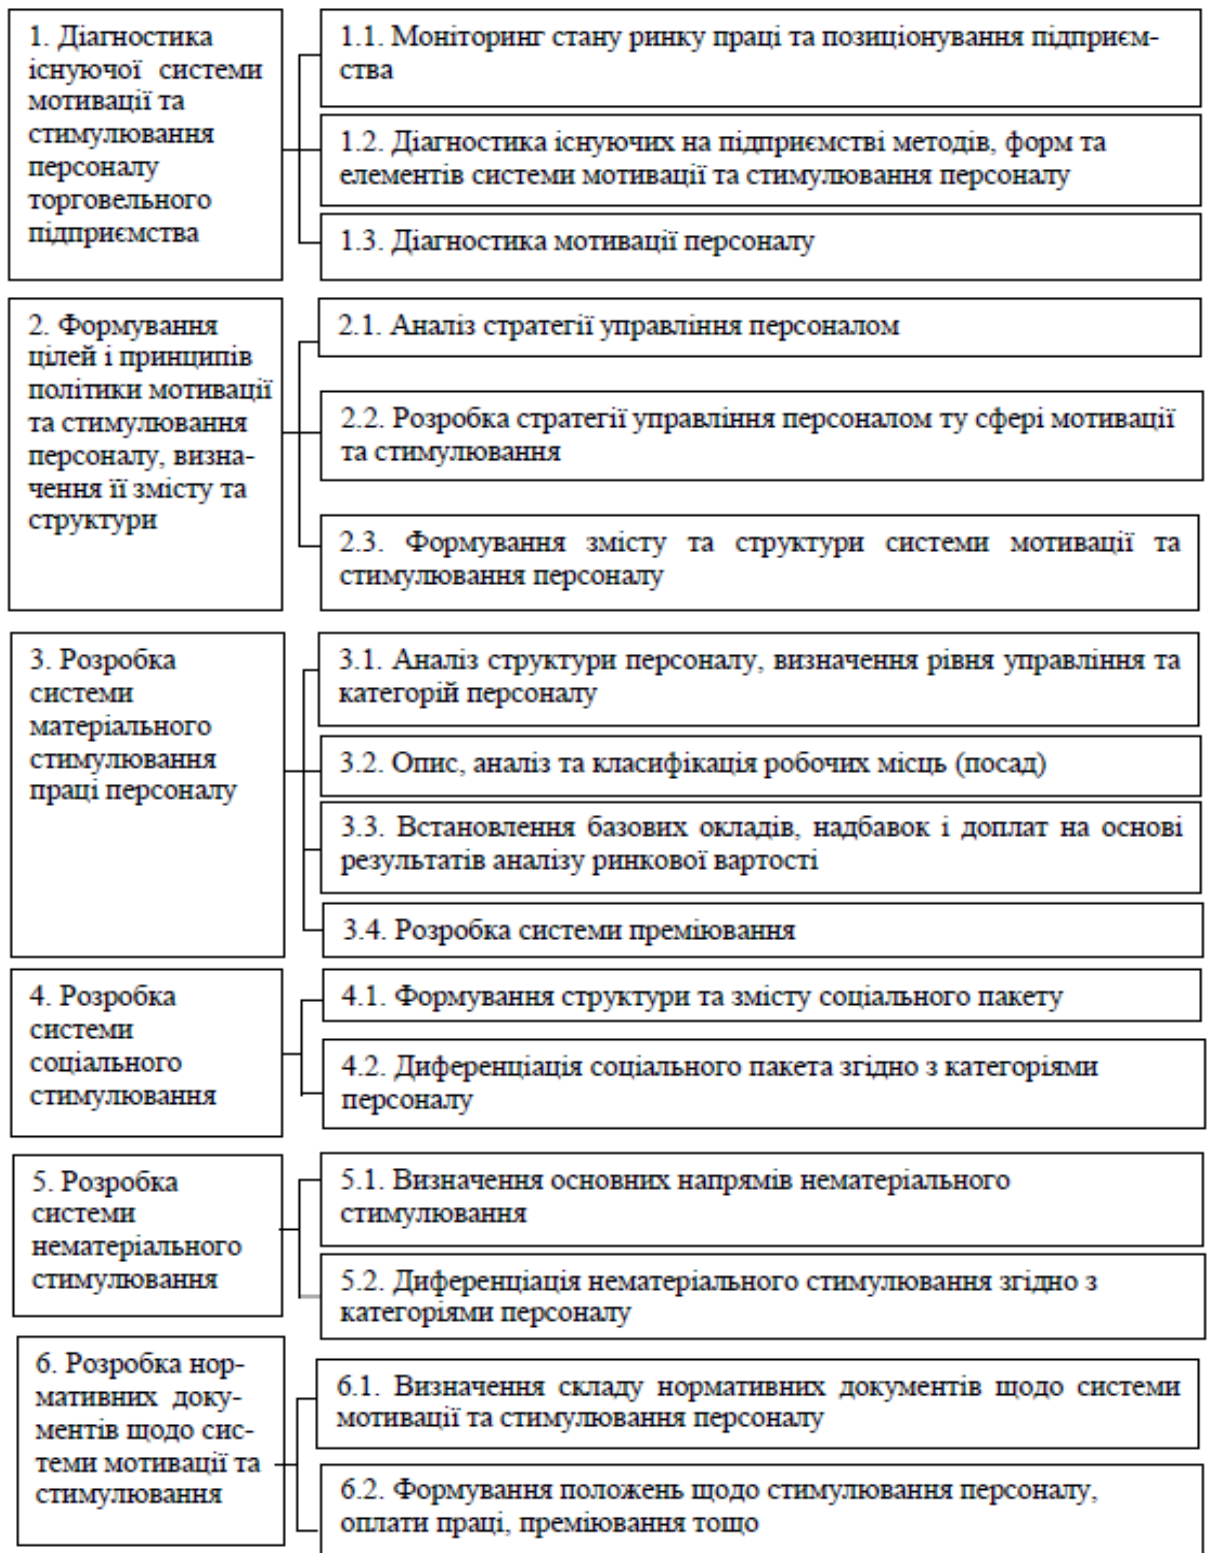 1. Діагностика
існуючої системи
мотивації та
стимулювання
персоналу
торговельного
підприємства
1.1. Моніторинг стану ринку праці та позиціонування підприєм-
ства
1.2. Діагностика існуючих на підприємстві методів, форм та
елементів системи мотивації та стимулювання персоналу
1.3. Діагностика мотивації персоналу
2. Формування
цілей і принципів
політики мотивації
та стимулювання
персоналу, визна-
чення її змісту та
структури
2.1. Аналіз стратегії управління персоналом
2.2. Розробка стратегії управління персоналом ту сфері мотивації
та стимулювання
2.3. Формування змісту та структури системи мотивації та
стимулювання персоналу
3. Розробка
системи
матеріального
стимулювання
праці персоналу
3.1. Аналіз структури персоналу, визначення рівня управління та
категорій персоналу
3.2. Опис, аналіз та класифікація робочих місць (посад)
3.3. Встановлення базових окладів, надбавок і доплат на основі
результатів аналізу ринкової вартості
3.4. Розробка системи преміювання
4. Розробка
системи
соціального
стимулювання
4.1. Формування структури та змісту соціального пакету
4.2. Диференціація соціального пакета згідно з категоріями
персоналу
5. Розробка
системи
нематеріального
стимулювання
5.1. Визначення основних напрямів нематеріального
стимулювання
5.2. Диференціація нематеріального стимулювання згідно з
категоріями персоналу
6. Розробка нор-
мативних доку-
ментів щодо сис-
теми мотивації та
стимулювання
6.1. Визначення складу нормативних документів щодо системи
мотивації та стимулювання персоналу
6.2. Формування положень щодо стимулювання персоналу,
оплати праці, преміювання тощо